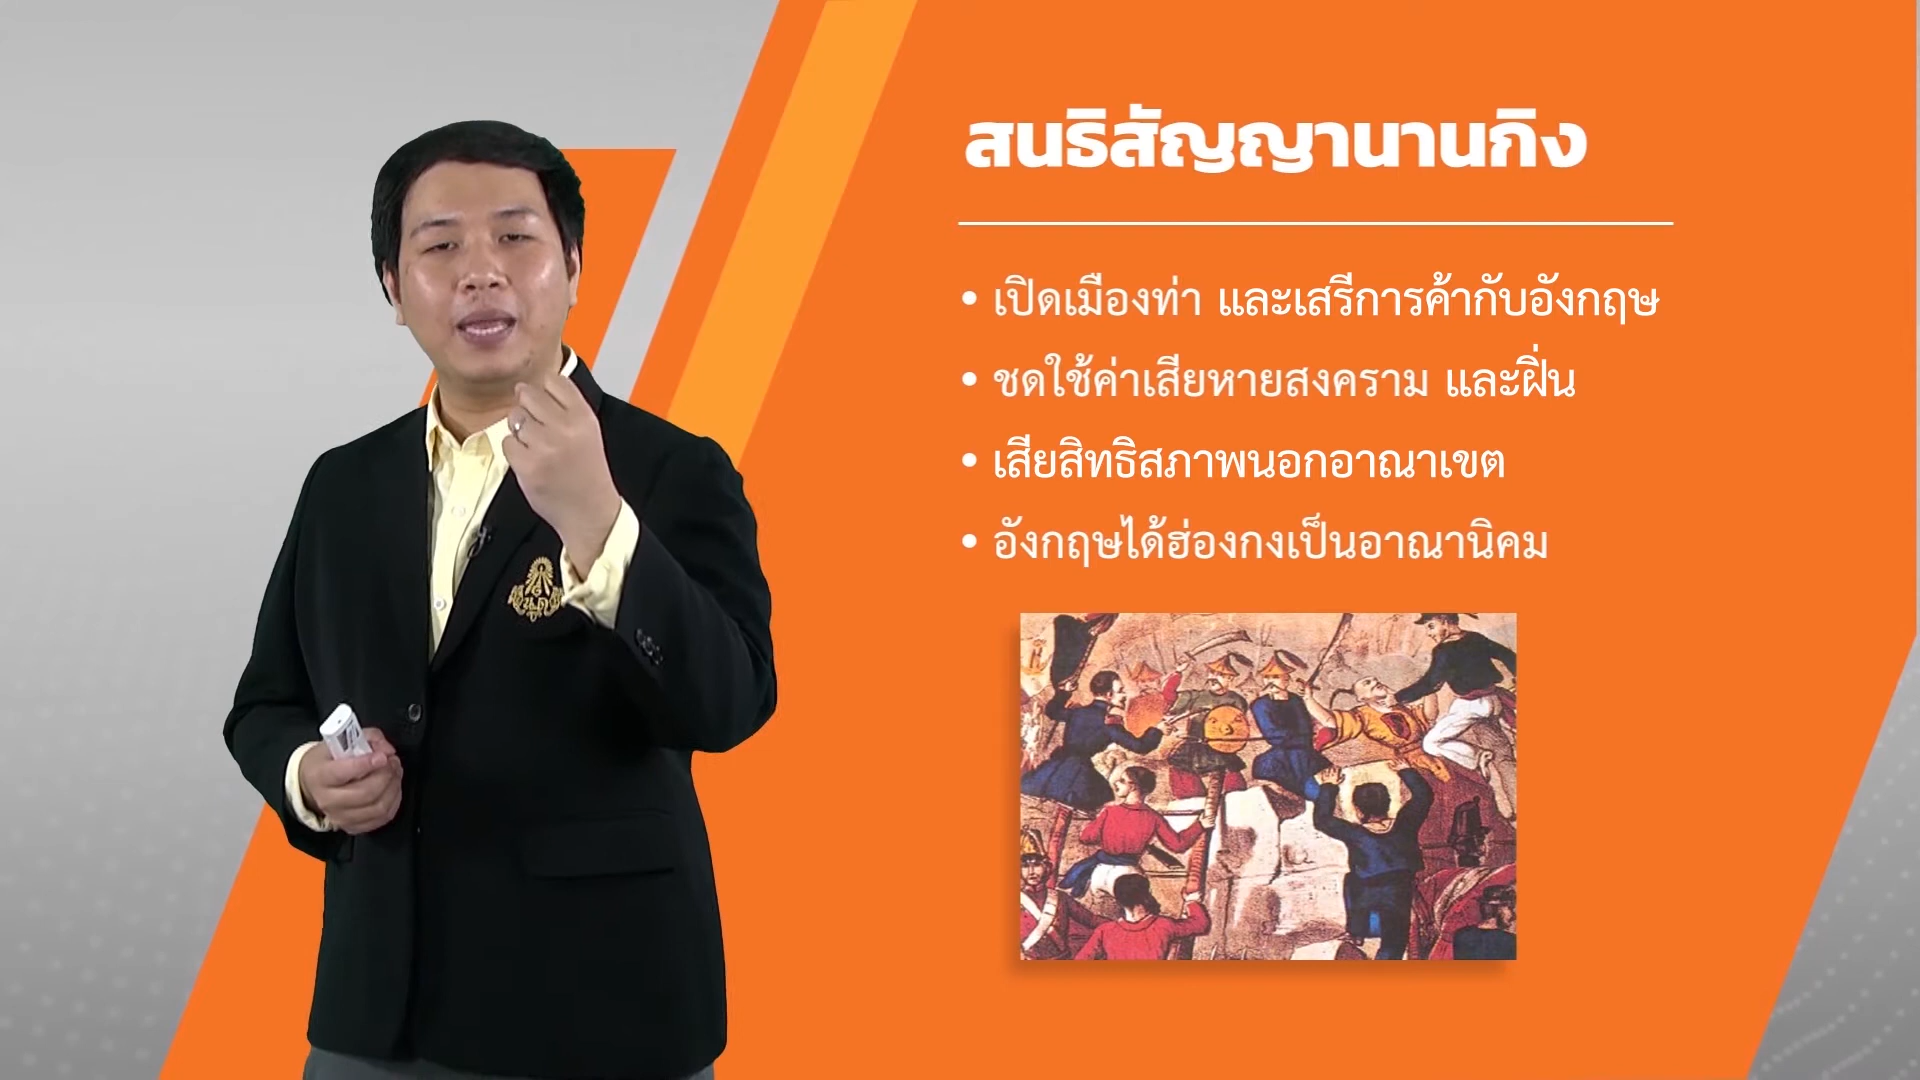 สนธิสัญญานานกิง
• เปิดเมืองท่า และเสรีการค้ากับอังกฤษ
• ชดใช้ค่าเสียหายสงคราม และฝิ่น
• เสียสิทธิสภาพนอกอาณาเขต
• อังกฤษได้ฮ่องกงเป็นอาณานิคม